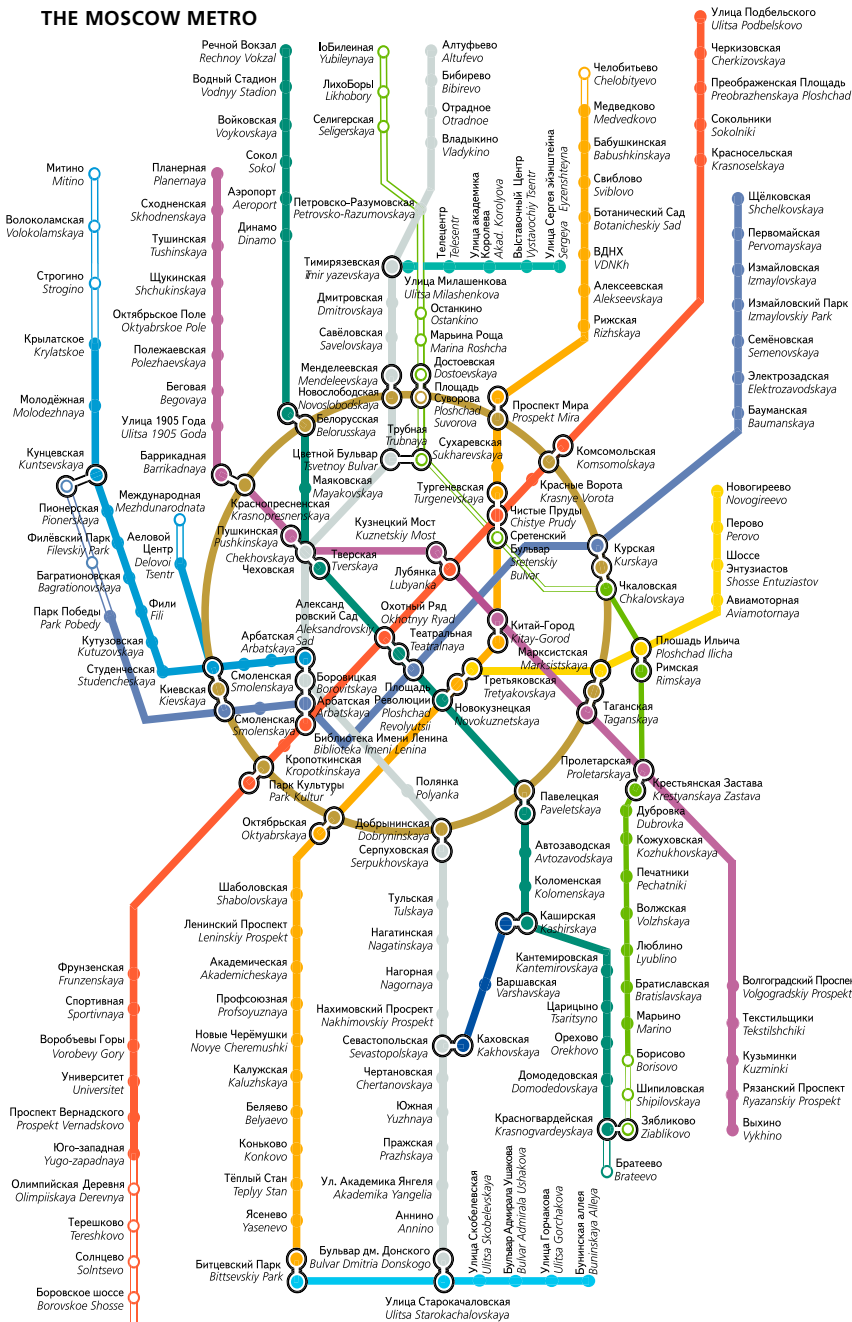 THE MOSCOW METRO
Речной Вокзал
Rechnoy Vokzal
Водный Стадион
Vodnyy Stadion
Войковская
Voykovskaya
Сокол
Sokol
Аэропорт
Aeroport
Динамо
Dinamo
IоБилеиная
Yubileynaya
ЛихоБоры
Likhobory
Селигерская
Seligerskaya
Петровско-Разумовская
Petrovsko-Razumovskaya
Алтуфьево
Altufevo
Бибирево
Bibirevo
Отрадное
Otradnoe
Владыкино
Vladykino
Челобитьево
Chelobityevo
Медведково
Medvedkovo
Бабушкинская
Babushkinskaya
Свиблово
Sviblovo
Ботанический Сад
Botanicheskiy Sad
ВДНХ
VDNKh
Алексеевская
Alekseevskaya
Рижская
Rizhskaya
Улица Подбельского
Ulitsa Podbelskovo
Черкизовская
Cherkizovskaya
Преображенская Площадь
Preobrazhenskaya Ploshchad
Сокольники
Sokolniki
Красносельская
Krasnoselskaya
Митино
Mitino
Волоколамская
Volokolamskaya
Строгино
Strogino
Крылатское
Krylatskoe
Молодёжная
Molodezhnaya
Кунцевская
Kuntsevskaya
Планерная
Planernaya
Сходненская
Skhodnenskaya
Тушинская
Tushinskaya
Щукинская
Shchukinskaya
Октябрьское Поле
Oktyabrskoe Pole
Полежаевская
Polezhaevskaya
Беговая
Begovaya
Улица 1905 Года
Ulitsa 1905 Goda
Баррикадная
Barrikadnaya
Телецентр
Telesentr
Улица академика
Королева
Akad. Korolyova
Выставочный Центр
Vystavochiy Tsentr
Улица Сергея эйзнштейна
Sergeya Eyzenshteyna
Тимирязевская
Timir yazevskaya
Улица Милашенкова
Ulitsa Milashenkova
Дмитровская
Dmitrovskaya
Савёловская
Savelovskaya
Менделеевская
Mendeleevskaya
Новослободская
Novoslobodskaya
Белорусская
Belorusskaya
Останкино
Ostankino
Марьина Роща
Marina Roshcha
Достоевская
Dostoevskaya
Площадь
Суворова
Ploshchad
Suvorova
Трубная
Trubnaya
Цветной Бульвар
Tsvetnoy Bulvar
Сухаревская
Sukharevskaya
Проспект Мира
Prospekt Mira
Комсомольская
Komsomolskaya
Красные Ворота
Krasnye Vorota
Тургеневская
Turgenevskaya
Чистые Пруды
Chistye Prudy
Сретенский
Бульвар
Sretenskiy
Bulvar
Щёлковская
Shchelkovskaya
Первомайская
Pervomayskaya
Измайловская
Izmaylovskaya
Измайловский Парк
Izmaylovskiy Park
Семёновская
Semenovskaya
Электрозадская
Elektrozavodskaya
Бауманская
Baumanskaya
Новогиреево
Novogireevo
Перово
Perovo
Шоссе
Энтузиастов
Shosse Entuziastov
Авиамоторная
Aviamotornaya
Курская
Kurskaya
Чкаловская
Chkalovskaya
Плошадь Ильича
Ploshchad Ilicha
Римская
Rimskaya
Маяковская
Mayakovskaya
Краснопресненская
Krasnopresnenskaya
Пушкинская
Pushkinskaya
Chekhovskaya
Чеховская
Тверская
Tverskaya
Кузнецкий Мост
Kuznetskiy Most
Лубянка
Lubyanka
Китай-Город
Kitay-Gorod
Марксистская
Marksistskaya
Третьяковская
Tretyakovskaya
Новокузнецкая
Novokuznetskaya
Охотный Ряд
Okhotnyy Ryad
Театральная
Teatralnaya
Площадь
Революции
Ploshchad
Revolyutsii
Международная
Mezhdunarodnata
Аеловой
Центр
Delovoi
Tsentr
Пионерская
Pionerskaya
Филёвский Парк
Filevskiy Park
Багратионовская
Bagrationovskaya
Парк Победы
Park Pobedy
Фили
Fili
Кутузовская
Kutuzovskaya
Студенческая
Studencheskaya
Киевская
Kievskaya
Александ
ровский Сад
Aleksandrovskiy
Sad
Арбатская
Arbatskaya
Смоленская
Smolenskaya
Боровицкая
Borovitskaya
Арбатская
Arbatskaya
Смоленская
Smolenskaya
Библиотека Имени Ленина
Biblioteka Imeni Lenina
Кропоткинская
Kropotkinskaya
Парк Культуры
Park Kultury
Таганская
Taganskaya
Пролетарская
Proletarskaya
Крестьянская Застава
Krestyanskaya Zastava
Полянка
Polyanka
Павелецкая
Paveletskaya
Октябрьская
Oktyabrskaya
Добрынинская
Dobryninskaya
Серпуховская
Serpukhovskaya
Автозаводская
Avtozavodskaya
Коломенская
Kolomenskaya
Каширская
Kashirskaya
Варшавская
Varshavskaya
Каховская
Kakhovskaya
Кантемировская
Kantemirovskaya
Царицыно
Tsaritsyno
Орехово
Orekhovo
Домодедовская
Domodedovskaya
Красногвардейская
Krasnogvardeyskaya
Братеево
Brateevo
Дубровка
Dubrovka
Кожуховская
Kozhukhovskaya
Печатники
Pechatniki
Волжская
Volzhskaya
Люблино
Lyublino
Братиславская
Bratislavskaya
Марьино
Marino
Борисово
Borisovo
Шипиловская
Shipilovskaya
Зябликово
Ziablikovo
Волгоградский Проспек
Volgogradskiy Prospekt
Текстильщики
Tekstilshchiki
Кузьминки
Kuzminki
Рязанский Проспект
Ryazanskiy Prospekt
Выхино
Vykhino
Фрунзенская
Frunzenskaya
Спортивная
Sportivnaya
Воробъевы Горы
Vorobevy Gory
Университет
Universitet
Проспект Вернадского
Prospekt Vernadskovo
Юго-западная
Yugo-zapadnaya
Олимпийская Деревня
Olimpiiskaya Derevnya
Терешково
Tereshkovo
Солнцево
Solntsevo
Боровское шоссе
Borovskoe Shosse
Шаболовская
Shabolovskaya
Ленинский Проспект
Leninskiy Prospekt
Академическая
Akademicheskaya
Профсоюзная
Profsoyuznaya
Новые Черёмушки
Novye Cheremushki
Калужская
Kaluzhskaya
Беляево
Belyaevo
Коньково
Konkovo
Тёплый Стан
Teplyy Stan
Ясенево
Yasenevo
Битцевский Парк
Bittsevskiy Park
Тульская
Tulskaya
Нагатинская
Nagatinskaya
Нагорная
Nagornaya
Нахимовский Просрект
Nakhimovskiy Prospekt
Севастопольская
Sevastopolskaya
Чертановская
Chertanovskaya
Южная
Yuzhnaya
Пражская
Prazhskaya
Ул. Академика Янгеля
Akademika Yangelia
Аннино
Annino
Бульвар дм. Донского
Bulvar Dmitria Donskogo
Улица Старокачаловская
Ulitsa Starokachalovskaya
Улица Скобелевская
Ulitsa Skobelevskaya
Бульвар Адмирала Ушакова
Bulvar Admirala Ushakova
Улица Горчакова
Ulitsa Gorchakova
Бунинская аллея
Buninskaya Alleya